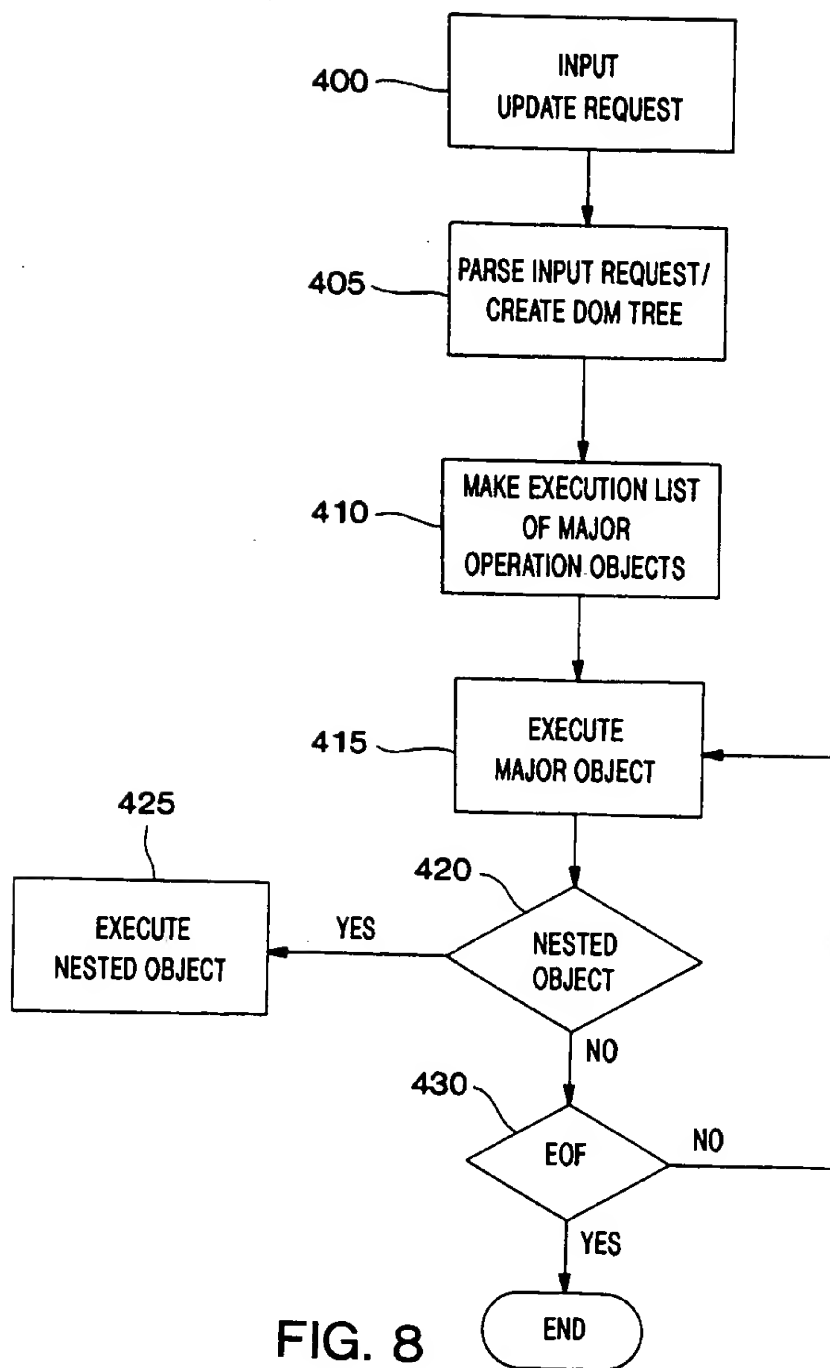 400
INPUT
UPDATE REQUEST
405
PARSE INPUT REQUEST/
CREATE DOM TREE
410
MAKE EXECUTION LIST
OF MAJOR
OPERATION OBJECTS
415
EXECUTE
MAJOR OBJECT
425
EXECUTE
NESTED OBJECT
YES
420
NESTED
OBJECT
NO
430
EOF
NO
YES
END
FIG. 8